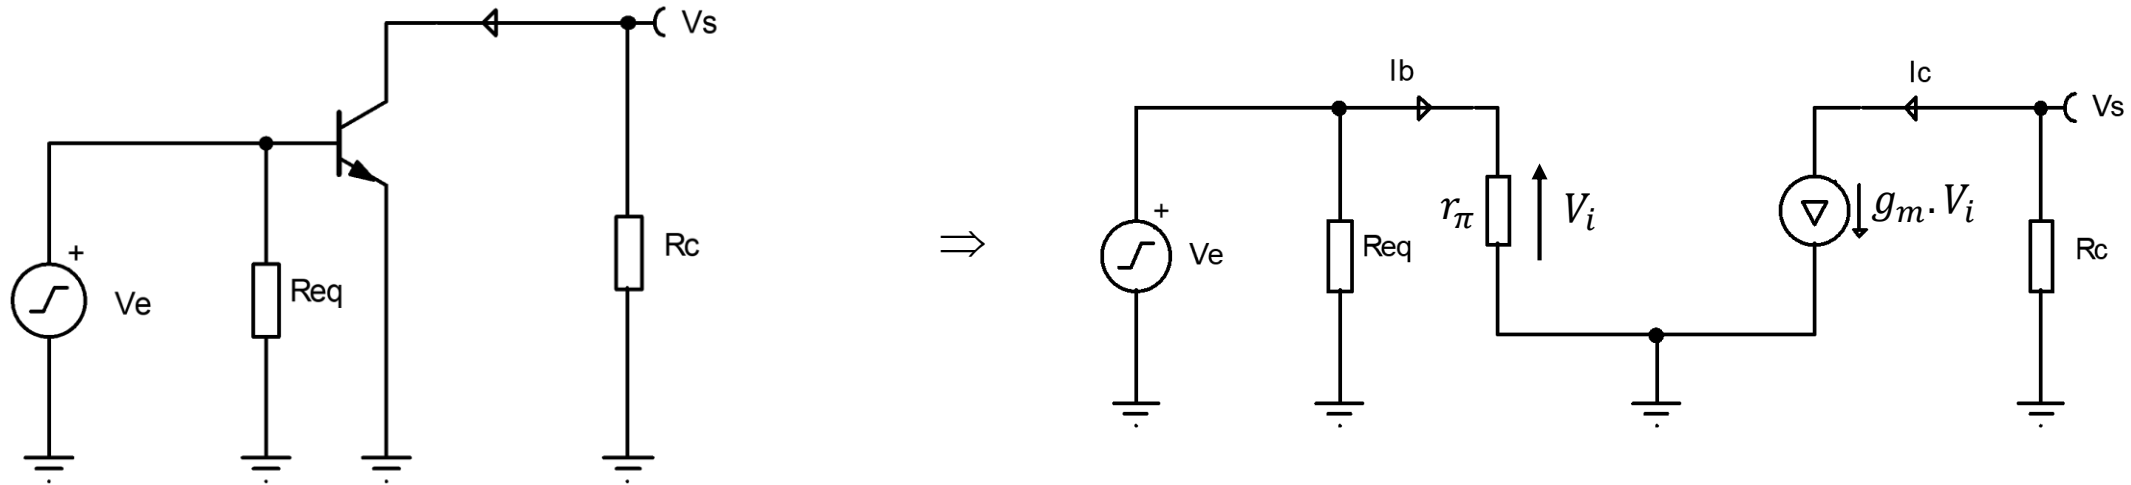 Vs
+
Ve
Req
Rc
⇒
Ib
Ic
Vs
+
Ve
Req
rπ
Vi
gm.Vi
Rc